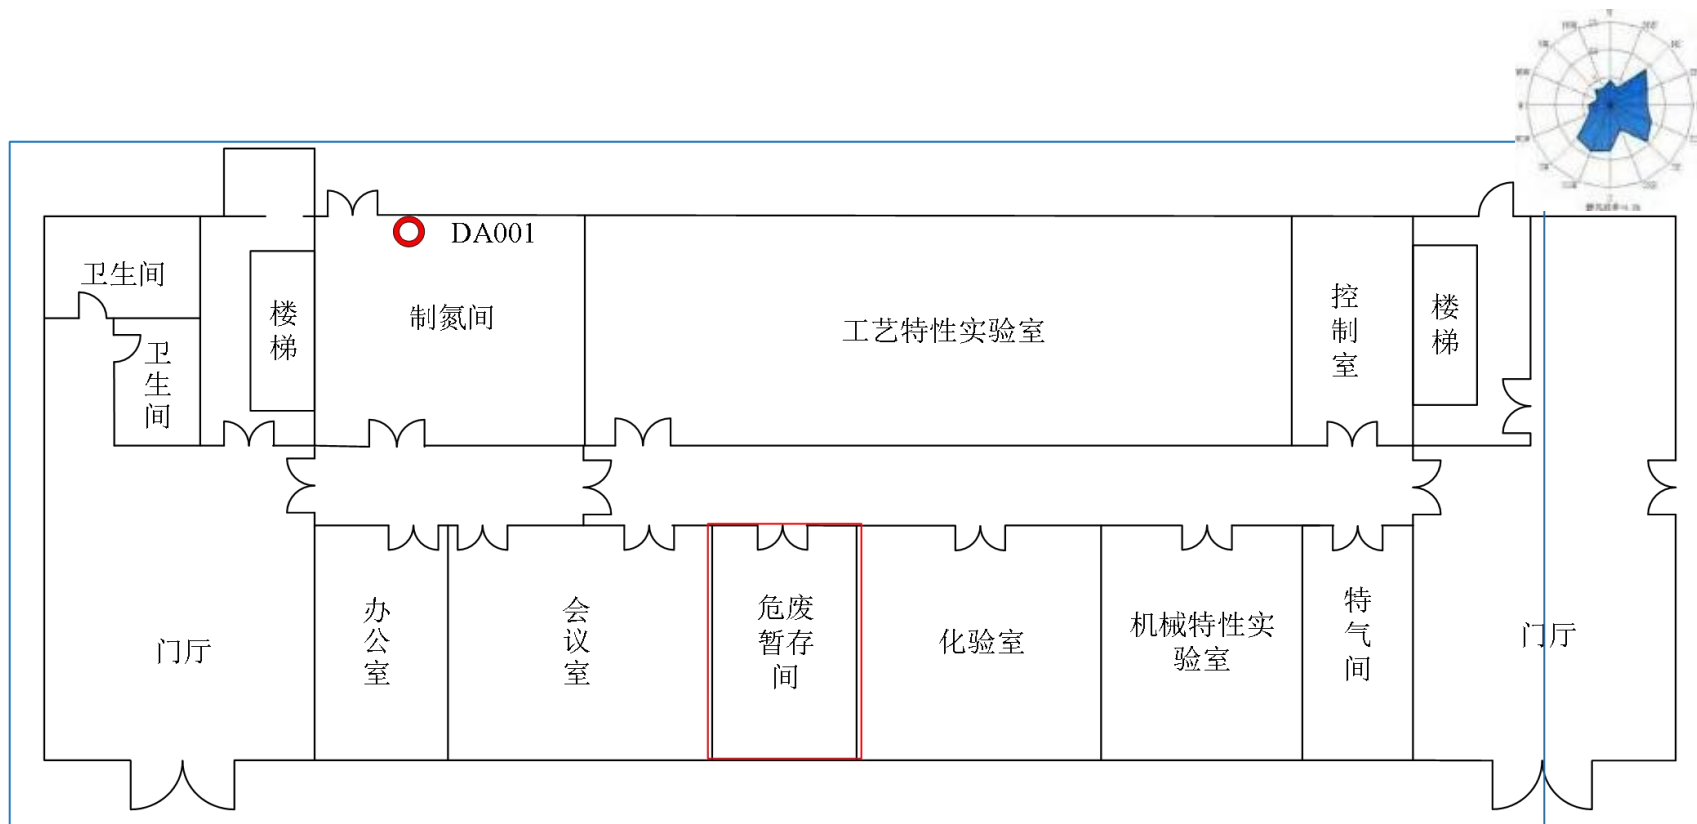 DA001
卫生间
楼
梯
制氮间
工艺特性实验室
控
制
室
楼
梯
卫
生
间
门厅
办
公
室
会
议
室
危废
暂存
间
化验室
机械特性实
验室
特
气
间
门厅